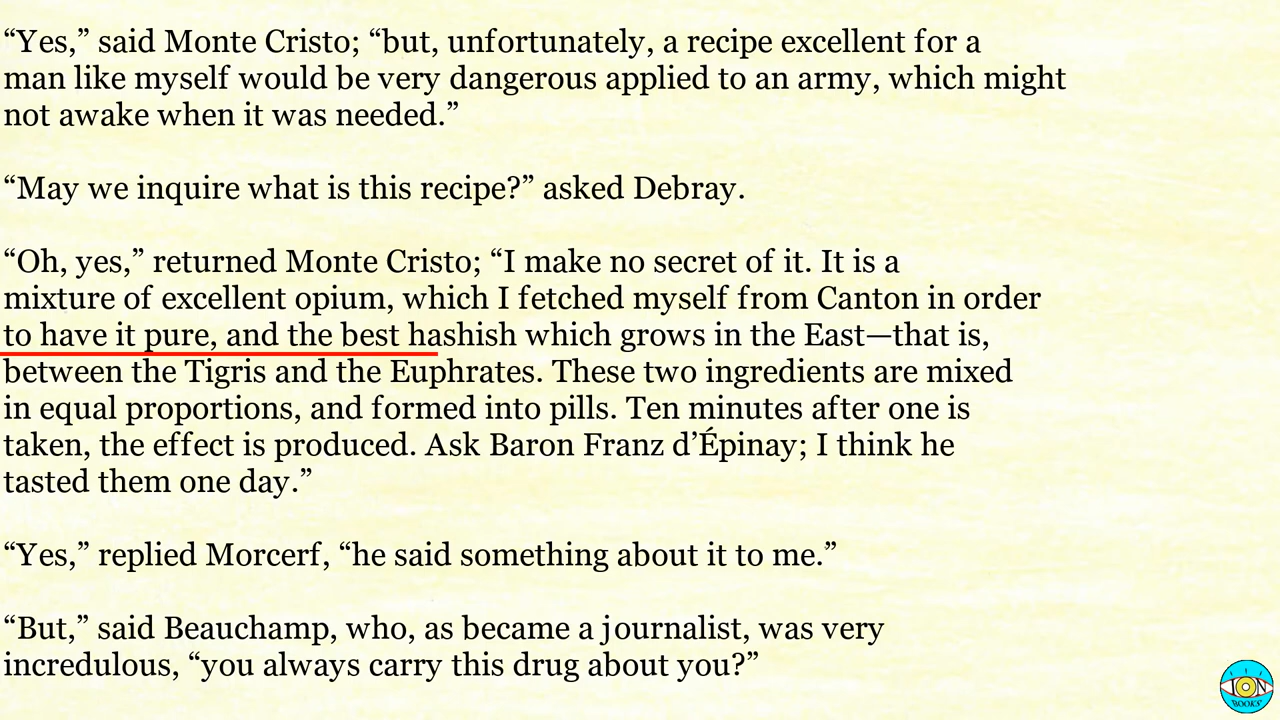 “Yes,” said Monte Cristo; “but, unfortunately, a recipe excellent for a
man like myself would be very dangerous applied to an army, which might
not awake when it was needed.”
“May we inquire what is this recipe?” asked Debray.
“Oh, yes,” returned Monte Cristo; “I make no secret of it. It is a
mixture of excellent opium, which I fetched myself from Canton in order
to have it pure, and the best hashish which grows in the East—that is,
between the Tigris and the Euphrates. These two ingredients are mixed
in equal proportions, and formed into pills. Ten minutes after one is
taken, the effect is produced. Ask Baron Franz d’Épinay; I think he
tasted them one day.”
“Yes,” replied Morcerf, “he said something about it to me.”
“But,” said Beauchamp, who, as became a journalist, was very
incredulous, “you always carry this drug about you?”
ION
BOOKS